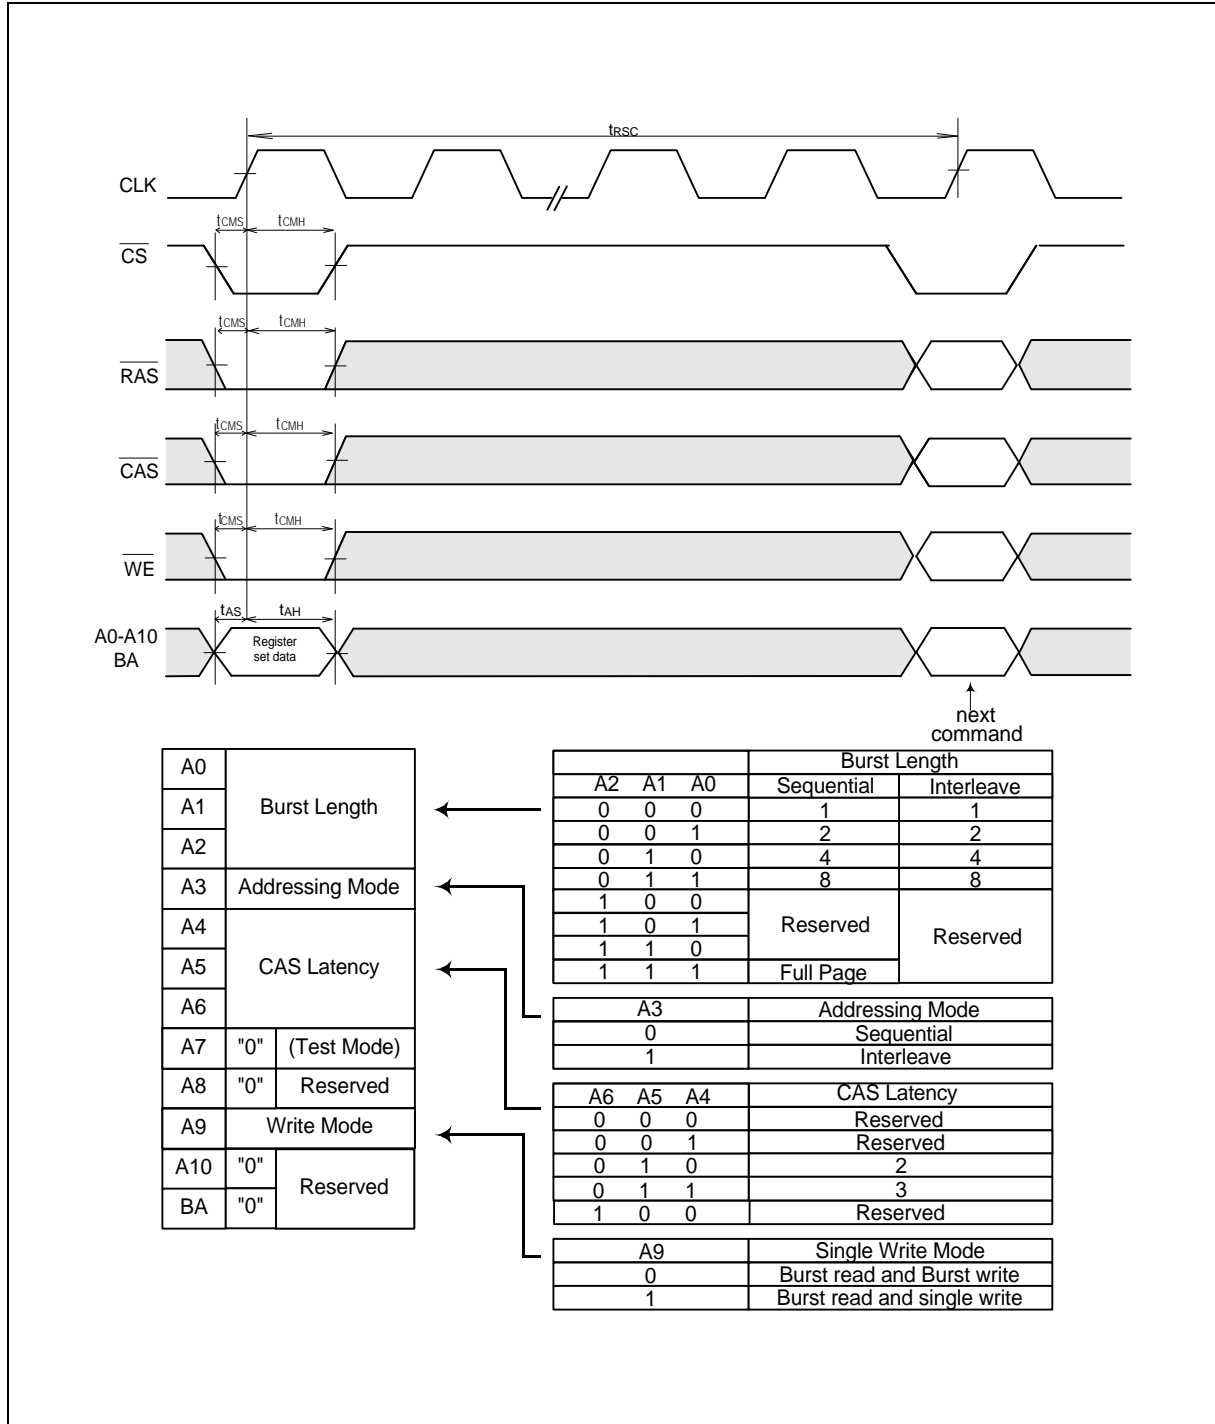 tRSC
CLK
tCMS tCMH
CS
tCMS tCMH
RAS
tCMS tCMH
CAS
tCMS tCMH
WE
tAS tAH
A0-A10
BA
Register
set data
next
command
A0
A1 Burst Length
A2
A3 Addressing Mode
A4
A5 CAS Latency
A6
A7 "0" (Test Mode)
A8 "0" Reserved
A9 Write Mode
A10 "0"
Reserved
BA "0"
Burst Length
A2 A1 A0 Sequential Interleave
0 0 0 1 1
0 0 1 2 2
0 1 0 4 4
0 1 1 8 8
1 0 0
1 0 1 Reserved Reserved
1 1 0
1 1 1 Full Page
A3 Addressing Mode
0 Sequential
1 Interleave
A6 A5 A4 CAS Latency
0 0 0 Reserved
0 0 1 Reserved
0 1 0 2
0 1 1 3
1 0 0 Reserved
A9 Single Write Mode
0 Burst read and Burst write
1 Burst read and single write